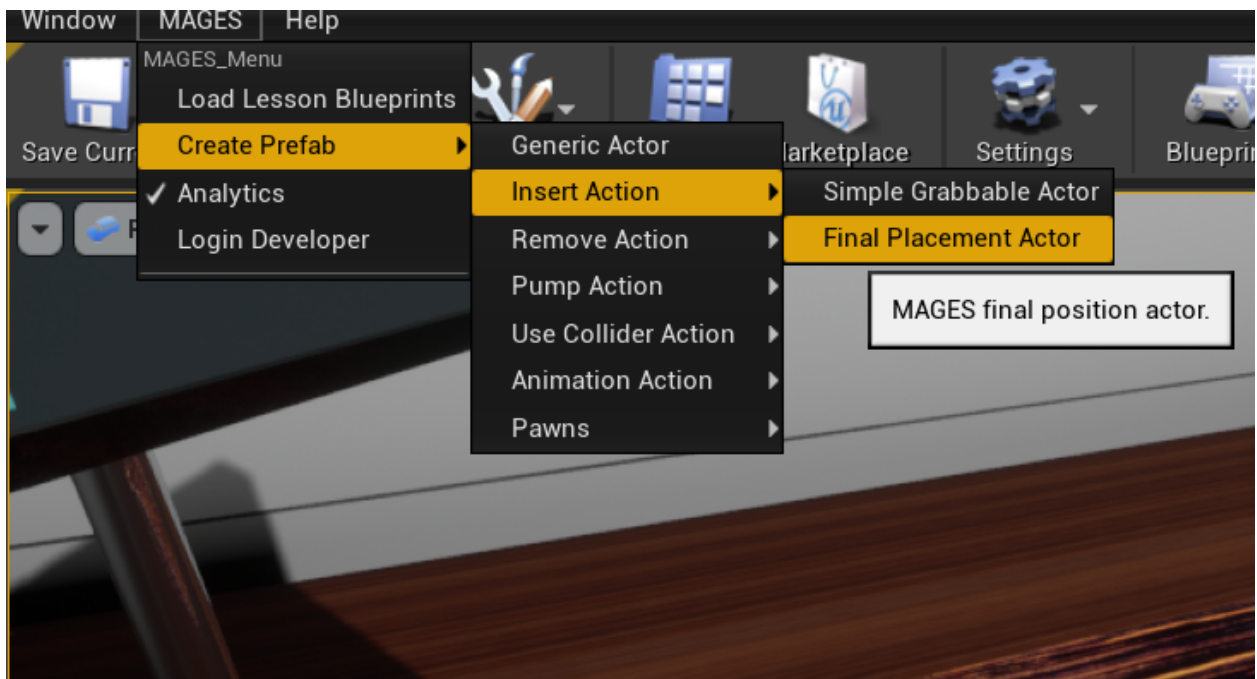 Window MAGES Help
MAGES_Menu
Load Lesson Blueprints
Create Prefab
Analytics
Login Developer
Generic Actor
Insert Action
Remove Action
Pump Action
Use Collider Action
Animation Action
Pawns
Simple Grabbable Actor
Final Placement Actor
MAGES final position actor.
Save Curr
arketplace
Settings
Blueprin